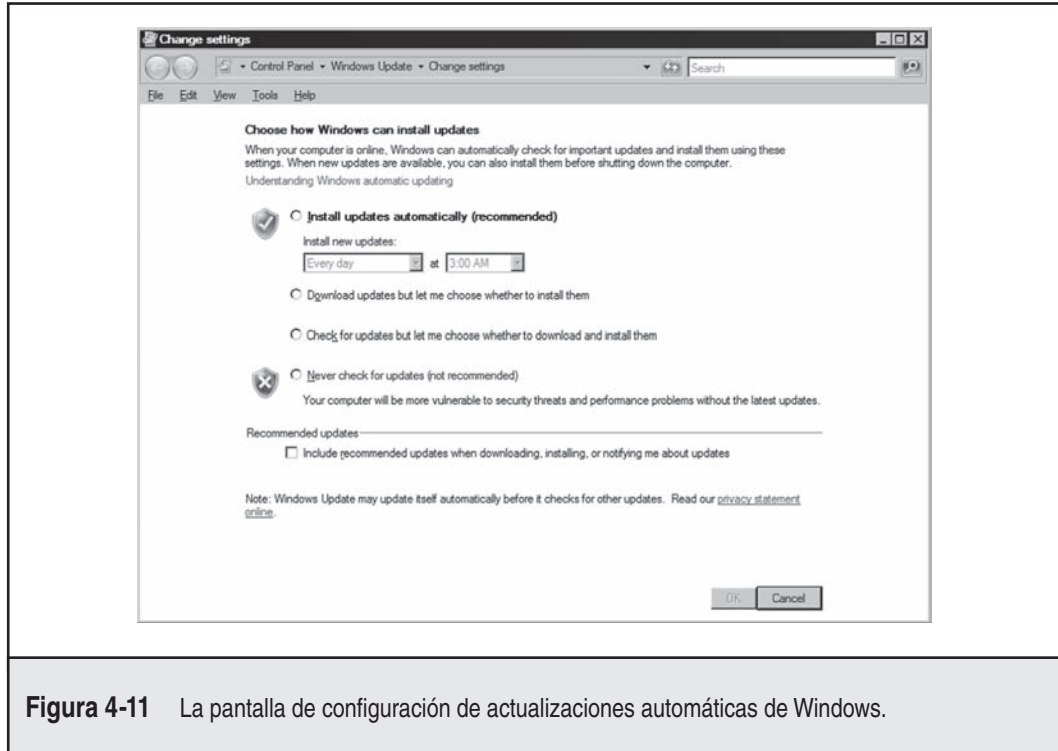 Change settings
Control Panel Windows Update Change settings Search
File Edit View Tools Help
Choose how Windows can install updates
When your computer is online, Windows can automatically check for important updates and install them using these
settings. When new updates are available, you can also install them before shutting down the computer.
Understanding Windows automatic updating
Install updates automatically (recommended)
Install new updates:
Every day at 3:00 AM
Download updates but let me choose whether to install them
Check for updates but let me choose whether to download and install them
Never check for updates (not recommended)
Your computer will be more vulnerable to security threats and performance problems without the latest updates.
Recommended updates
Include recommended updates when downloading, installing, or notifying me about updates
Note: Windows Update may update itself automatically before it checks for other updates. Read our privacy statement
online.
OK Cancel
Figura 4-11 La pantalla de configuración de actualizaciones automáticas de Windows.